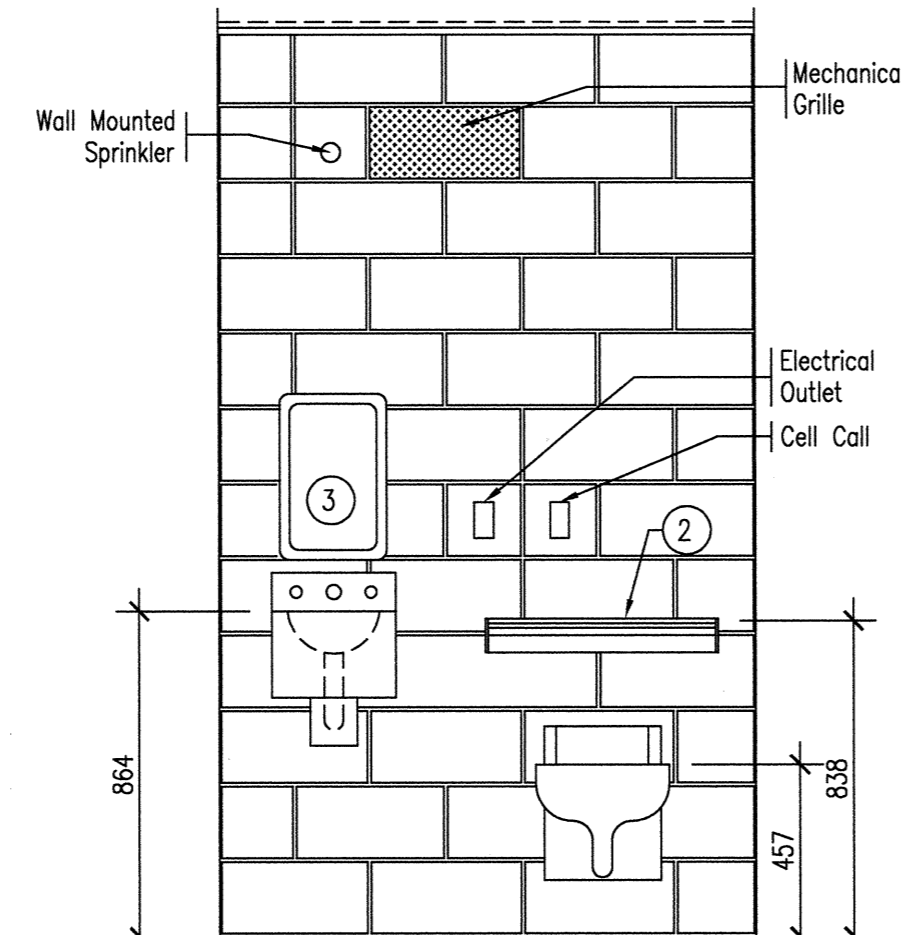 Mechanica
Grille
Wall Mounted
Sprinkler
Electrical
Outlet
Cell Call
3
2
864
838
457